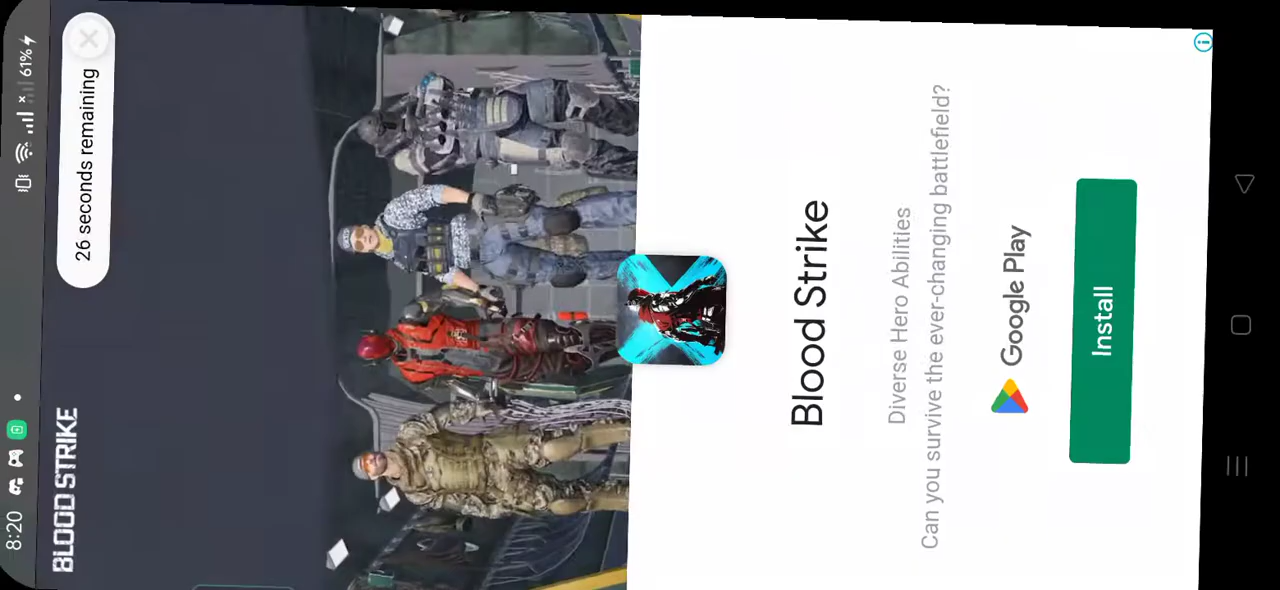 8:20
61%
26 seconds remaining
BLOOD STRIKE
Blood Strike
Diverse Hero Abilities
Can you survive the ever-changing battlefield?
Google Play
Install